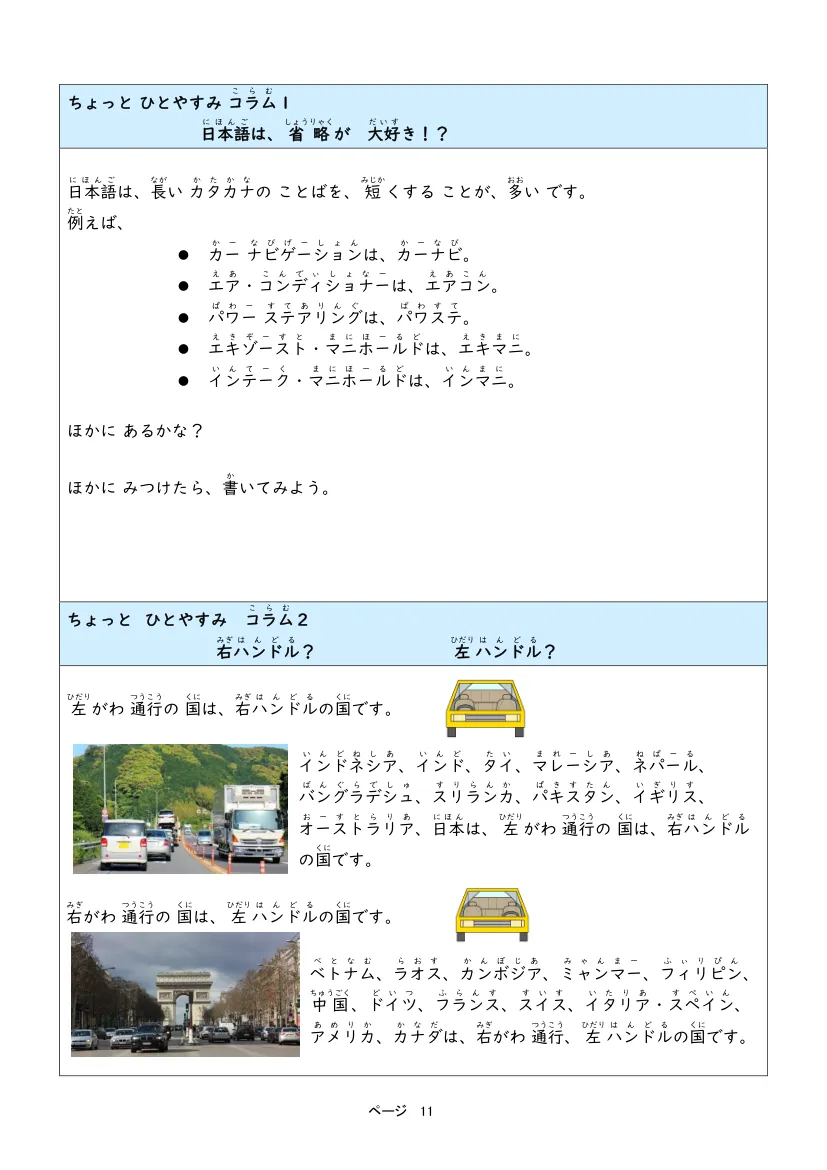 ちょっと ひとやすみ コラム1
日本語は、省略が 大好き!?
日本語は、長い カタカナの ことばを、短くする ことが、多い です。
例えば、
● カー ナビゲーションは、カーナビ。
● エア・コンディショナーは、エアコン。
● パワー ステアリングは、パワステ。
● エキゾースト・マニホールドは、エキマニ。
● インテーク・マニホールドは、インマニ。
ほかに あるかな?
ほかに みつけたら、書いてみよう。
ちょっと ひとやすみ コラム2
右ハンドル? 左ハンドル?
左がわ 通行の 国は、右ハンドルの国です。
インドネシア、インド、タイ、マレーシア、ネパール、
バングラデシュ、スリランカ、パキスタン、イギリス、
オーストラリア、日本は、左がわ 通行の 国は、右ハンドル
の国です。
右がわ 通行の 国は、左ハンドルの国です。
ベトナム、ラオス、カンボジア、ミャンマー、フィリピン、
中国、ドイツ、フランス、スイス、イタリア・スペイン、
アメリカ、カナダは、右がわ 通行、左ハンドルの国です。
ページ 11